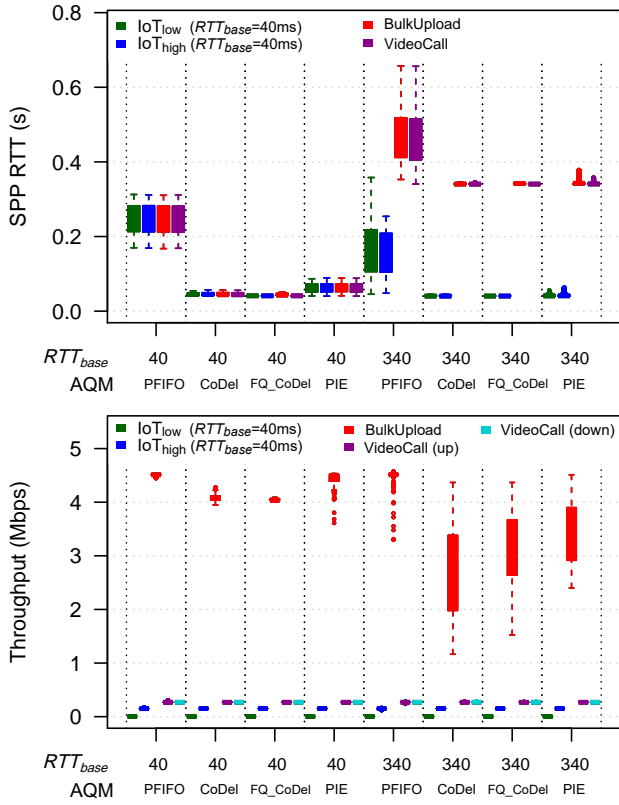 IoTlow (RTTbase=40ms) BulkUpload
IoThigh (RTTbase=40ms) VideoCall
SPP RTT (s)
0.8
0.6
0.4
0.2
0.0
RTTbase 40 40 40 40 340 340 340 340
AQM PFIFO CoDel FQ_CoDel PIE PFIFO CoDel FQ_CoDel PIE
IoTlow (RTTbase=40ms) BulkUpload VideoCall (down)
IoThigh (RTTbase=40ms) VideoCall (up)
Throughput (Mbps)
5
4
3
2
1
0
RTTbase 40 40 40 40 340 340 340 340
AQM PFIFO CoDel FQ_CoDel PIE PFIFO CoDel FQ_CoDel PIE